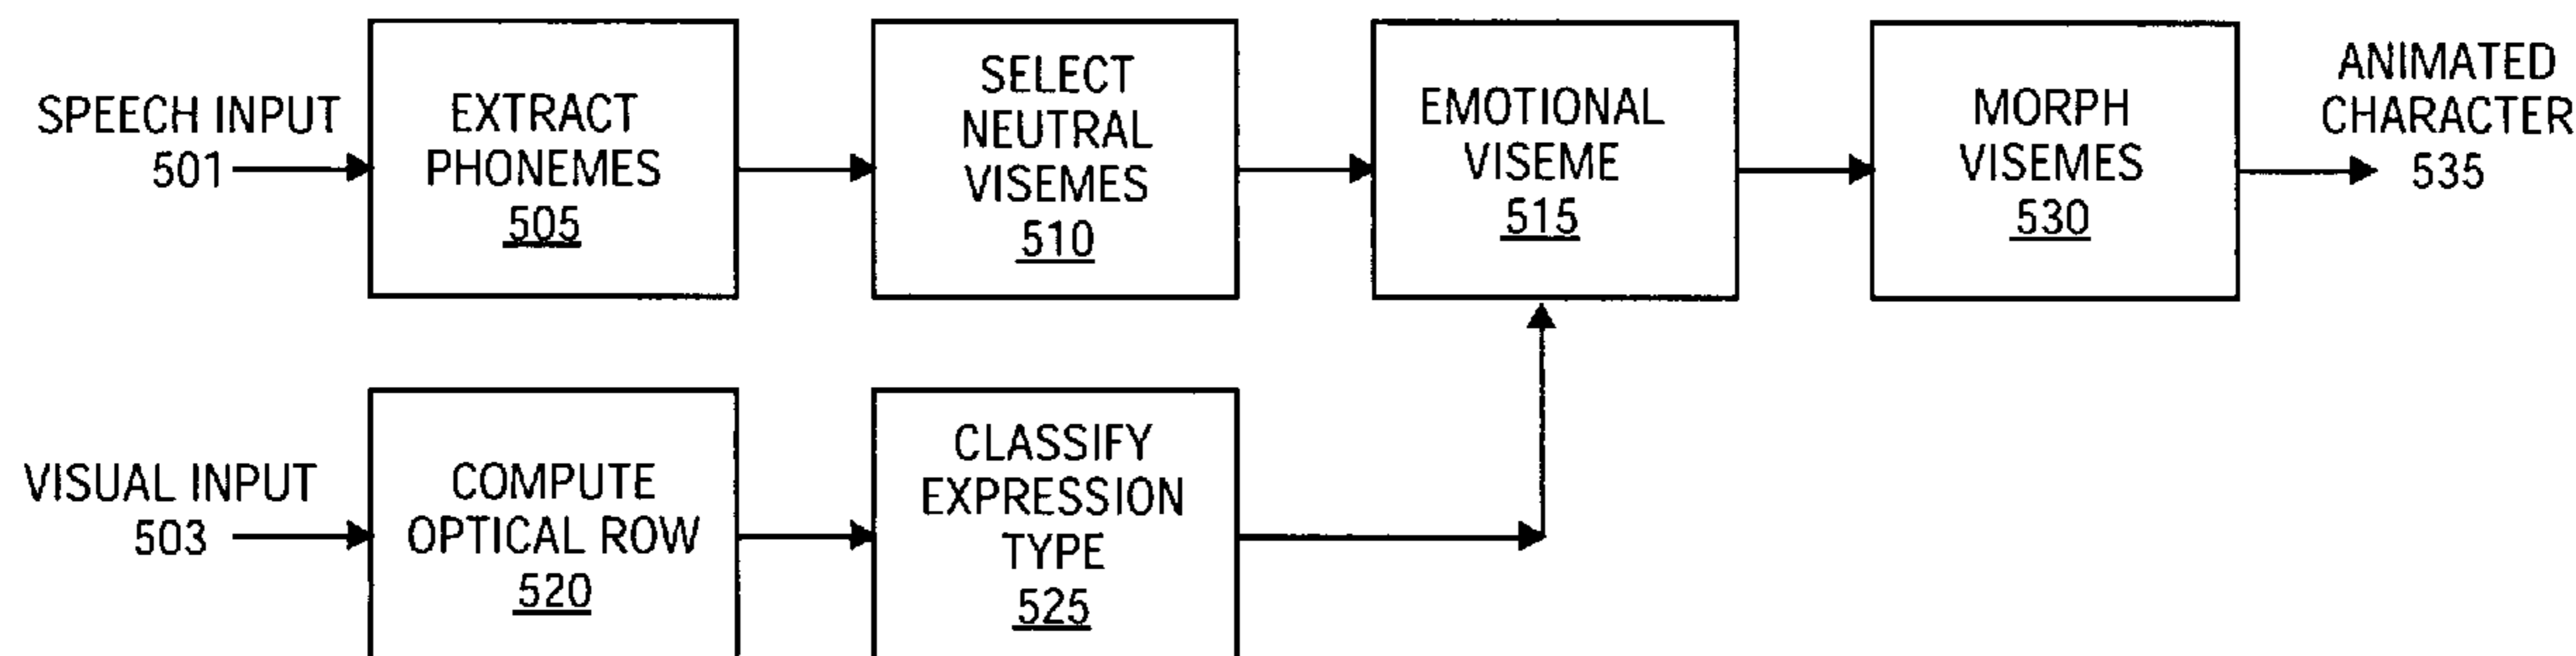 SPEECH INPUT
501
EXTRACT
PHONEMES
505
SELECT
NEUTRAL
VISEMES
510
EMOTIONAL
VISEME
515
MORPH
VISEMES
530
ANIMATED
CHARACTER
535
VISUAL INPUT
503
COMPUTE
OPTICAL ROW
520
CLASSIFY
EXPRESSION
TYPE
525